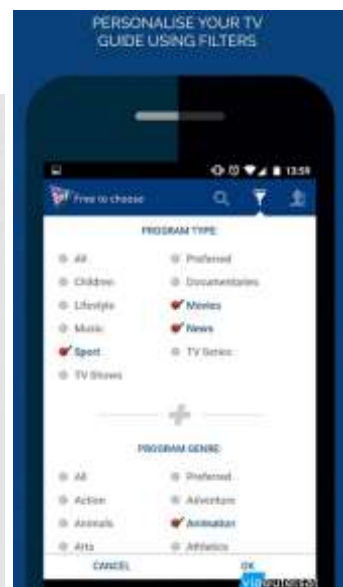 PERSONALISE YOUR TV
GUIDE USING FILTERS
13:59
Free to choose
PROGRAM TYPE
All Preferred
Children Documentaries
Lifestyle Movies
Music News
Sport TV Series
TV Shows
PROGRAM GENRE
All Preferred
Action Adventure
Animals Animation
Arts Athletics
CANCEL OK